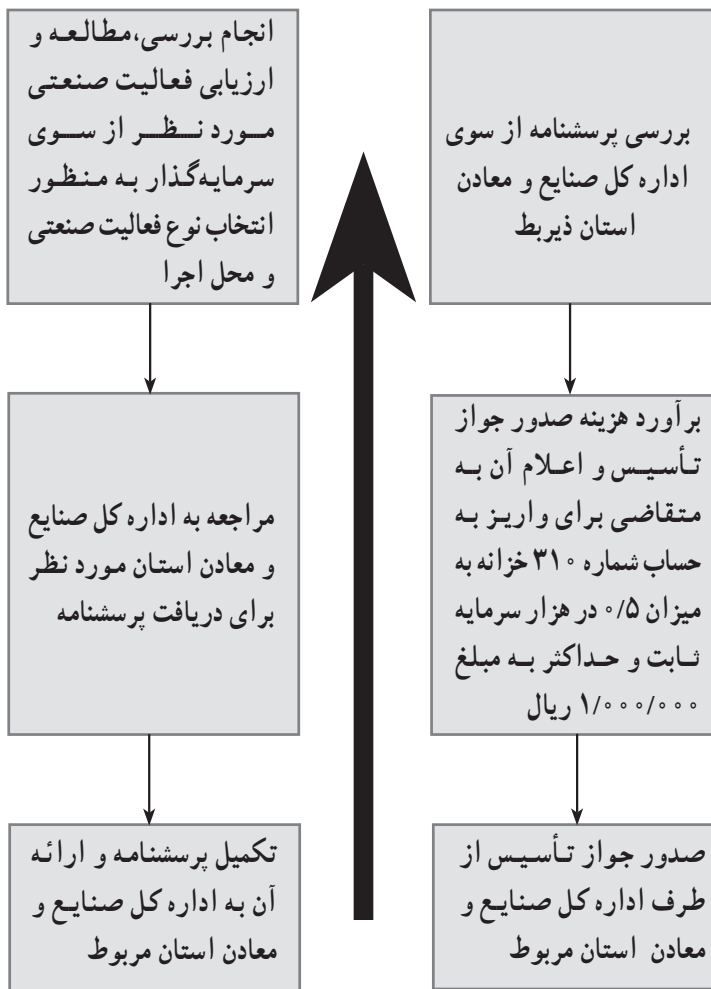 انجام بررسی،مطالعه و
ارزیابی فعالیت صنعتی
مورد نظر از سوی
سرمایه‌گذار به منظور
انتخاب نوع فعالیت صنعتی
و محل اجرا
مراجعه به اداره کل صنایع
و معادن استان مورد نظر
برای دریافت پرسشنامه
تکمیل پرسشنامه و ارائه
آن به اداره کل صنایع و
معادن استان مربوط
بررسی پرسشنامه از سوی
اداره کل صنایع و معادن
استان ذیربط
برآورد هزینه صدور جواز
تأسیس و اعلام آن به
متقاضی برای واریز به
حساب شماره ۳۱۰ خزانه به
میزان ۰/۵ در هزار سرمایه
ثابت و حداکثر به مبلغ
۱/۰۰۰/۰۰۰ ریال
صدور جواز تأسیس از
طرف اداره کل صنایع و
معادن استان مربوط